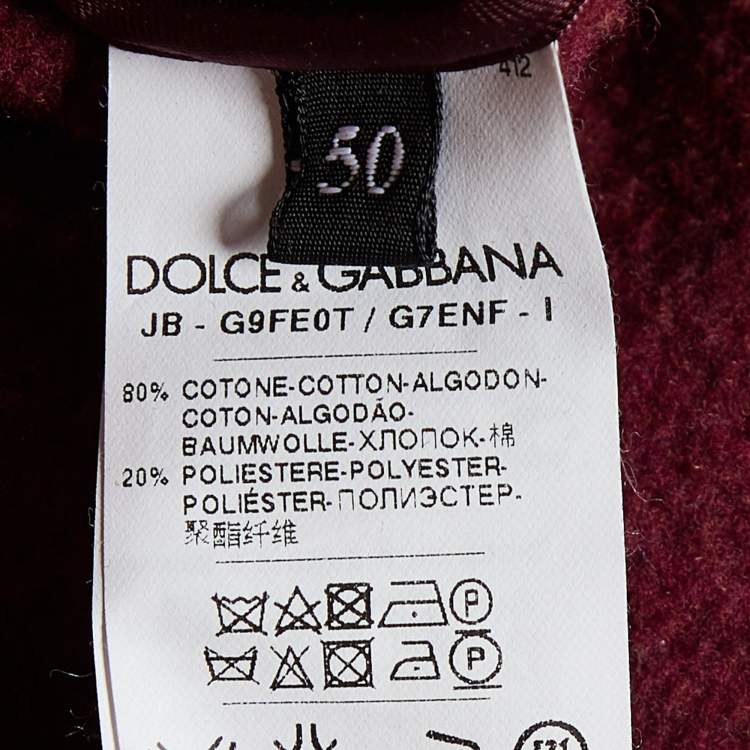 412
50
DOLCE & GABBANA
JB - G9FE0T / G7ENF - I
80% COTONE-COTTON-ALGODON-
COTON-ALGODÃO-
BAUMWOLLE-ХЛОПОК-棉
20% POLIESTERE-POLYESTER-
POLIÉSTER-ПОЛИЭСТЕР-
聚酯纤维
P
P